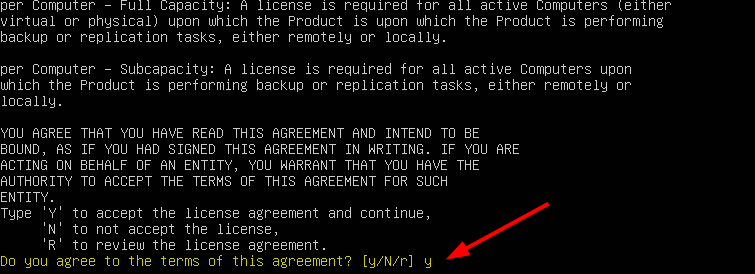 per Computer – Full Capacity: A license is required for all active Computers (either
virtual or physical) upon which the Product is upon which the Product is performing
backup or replication tasks, either remotely or locally.
per Computer – Subcapacity: A license is required for all active Computers upon
which the Product is performing backup or replication tasks, either remotely or
locally.
YOU AGREE THAT YOU HAVE READ THIS AGREEMENT AND INTEND TO BE
BOUND, AS IF YOU HAD SIGNED THIS AGREEMENT IN WRITING. IF YOU ARE
ACTING ON BEHALF OF AN ENTITY, YOU WARRANT THAT YOU HAVE THE
AUTHORITY TO ACCEPT THE TERMS OF THIS AGREEMENT FOR SUCH
ENTITY.
Type 'Y' to accept the license agreement and continue,
'N' to not accept the license,
'R' to review the license agreement.
Do you agree to the terms of this agreement? [y/N/r] y